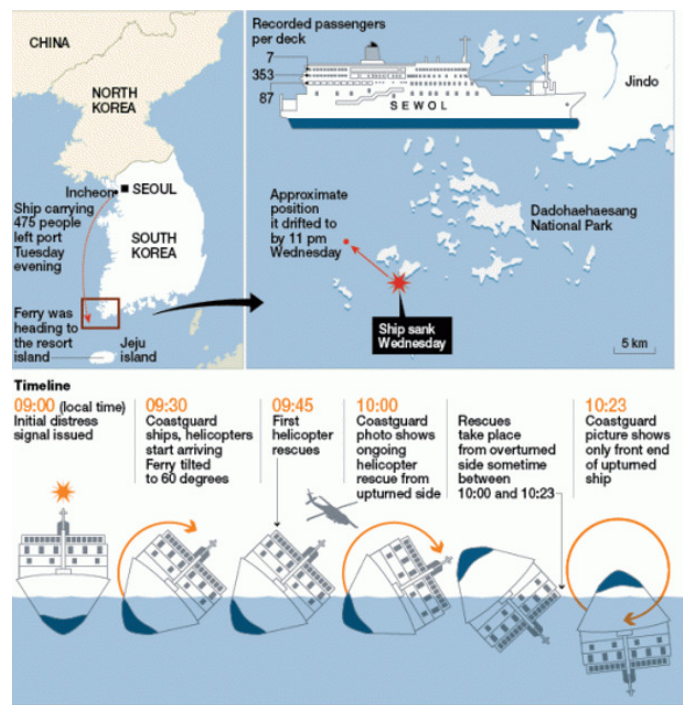 CHINA
NORTH
KOREA
Incheon
SEOUL
Ship carrying
475 people
left port
Tuesday
evening
SOUTH
KOREA
Ferry was
heading to
the resort
island
Jeju
island
Recorded passengers
per deck
7
353
87
SEWOL
Jindo
Approximate
position
it drifted to
by 11 pm
Wednesday
Dadohaehaesang
National Park
Ship sank
Wednesday
5 km
Timeline
09:00 (local time)
Initial distress
signal issued
09:30
Coastguard
ships, helicopters
start arriving
Ferry tilted
to 60 degrees
09:45
First
helicopter
rescues
10:00
Coastguard
photo shows
ongoing
helicopter
rescue from
upturned side
Rescues
take place
from overturned
side sometime
between
10:00 and 10:23
10:23
Coastguard
picture shows
only front end
of upturned
ship